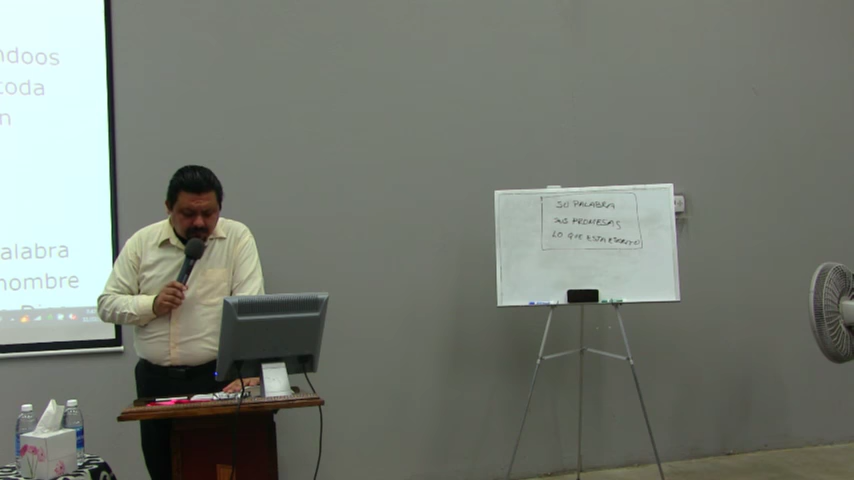 ndoos
toda
n
alabra
nombre
SU PALABRA
SUS PROMESAS
LO QUE ESTA ESCRITO